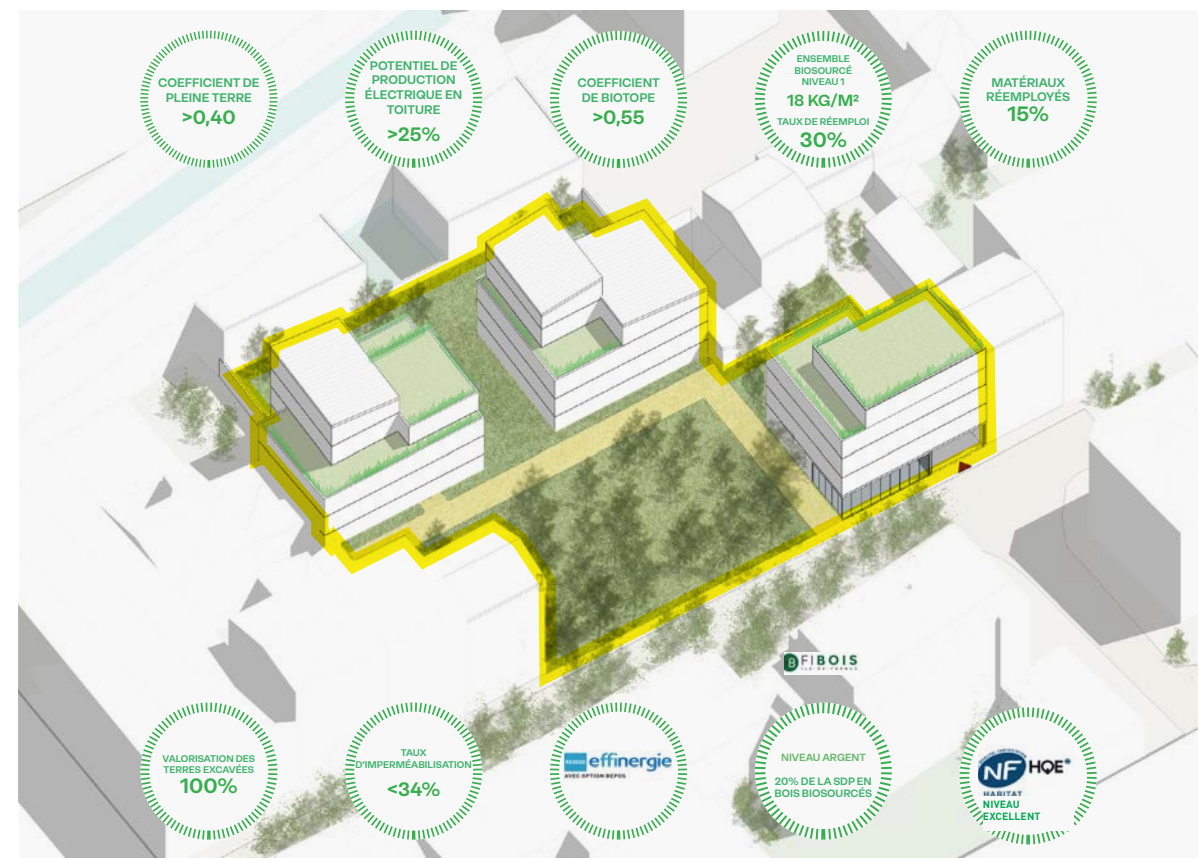 COEFFICIENT DE
PLEINE TERRE
>0,40
POTENTIEL DE
PRODUCTION
ÉLECTRIQUE EN
TOITURE
>25%
COEFFICIENT
DE BIOTOPE
>0,55
ENSEMBLE
BIOSOURCÉ
NIVEAU 1
18 KG/M²
TAUX DE RÉEMPLOI
30%
MATÉRIAUX
RÉEMPLOYÉS
15%
FIBOIS
ÎLE-DE-FRANCE
VALORISATION DES
TERRES EXCAVÉES
100%
TAUX
D'IMPERMÉABILISATION
<34%
effinergie
AVEC OPTION BEPOS
NIVEAU ARGENT
20% DE LA SDP EN
BOIS BIOSOURCÉS
NF HQE
HABITAT
NIVEAU
EXCELLENT